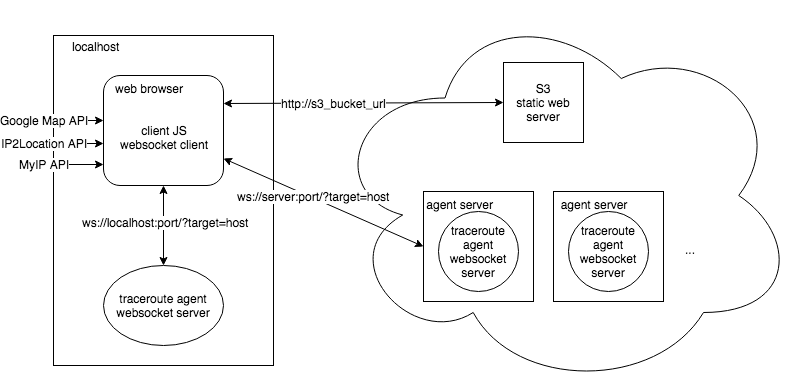 localhost
web browser
client JS
websocket client
Google Map API
IP2Location API
MyIP API
http://s3_bucket_url
S3
static web
server
ws://server:port/?target=host
ws://localhost:port/?target=host
traceroute agent
websocket server
agent server
traceroute
agent
websocket
server
agent server
traceroute
agent
websocket
server
...